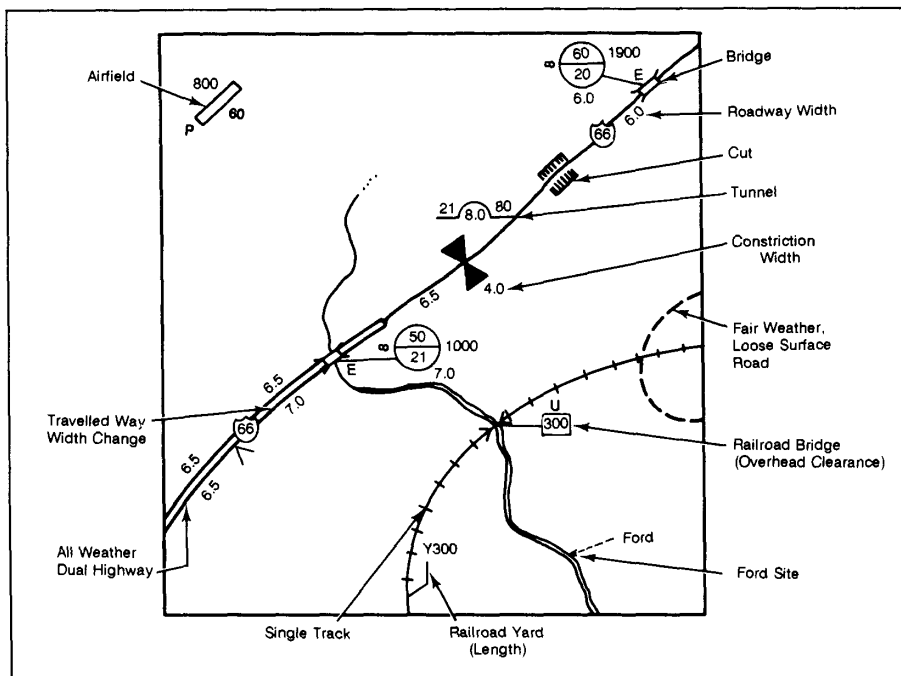 60
20
8
1900
6.0
E
Bridge
Airfield
800
60
P
Roadway Width
6.0
66
Cut
21
8.0
80
Tunnel
Constriction
Width
4.0
6.5
Fair Weather,
Loose Surface
Road
50
21
8
1000
E
7.0
6.5
7.0
Travelled Way
Width Change
66
U
300
Railroad Bridge
(Overhead Clearance)
6.5
6.5
All Weather
Dual Highway
Y300
Ford
Ford Site
Single Track
Railroad Yard
(Length)